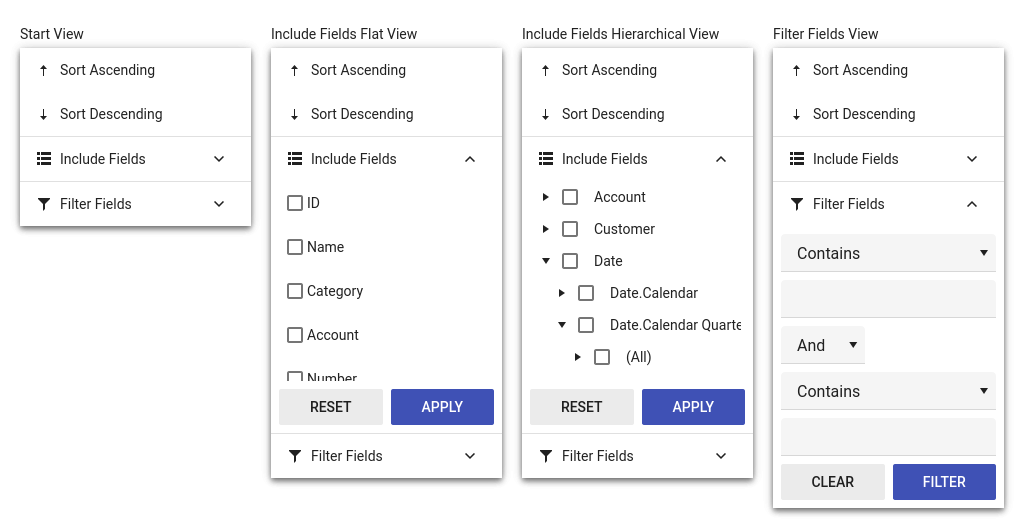 Start View
Sort Ascending
Sort Descending
Include Fields
Filter Fields
Include Fields Flat View
Sort Ascending
Sort Descending
Include Fields
ID
Name
Category
Account
Number
RESET APPLY
Filter Fields
Include Fields Hierarchical View
Sort Ascending
Sort Descending
Include Fields
Account
Customer
Date
Date.Calendar
Date.Calendar Quarte
(All)
RESET APPLY
Filter Fields
Filter Fields View
Sort Ascending
Sort Descending
Include Fields
Filter Fields
Contains
And
Contains
CLEAR FILTER